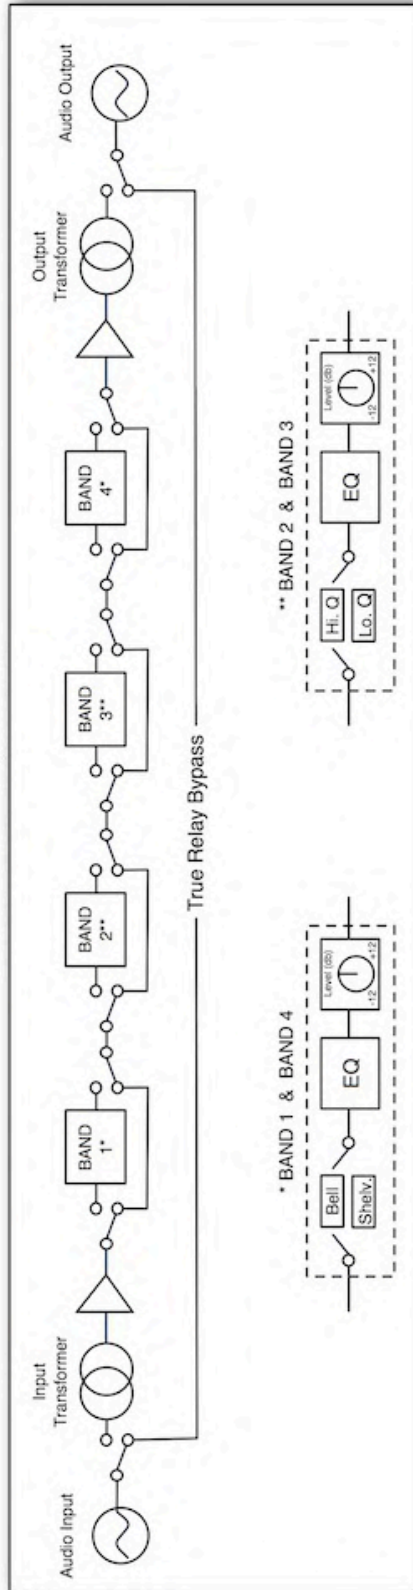 Audio Input
Input
Transformer
BAND
1*
BAND
2**
BAND
3**
BAND
4*
Output
Transformer
Audio Output
True Relay Bypass
* BAND 1 & BAND 4
Bell
Shelv.
EQ
Level (db)
-12
+12
** BAND 2 & BAND 3
Hi. Q
Lo. Q
EQ
Level (db)
-12
+12